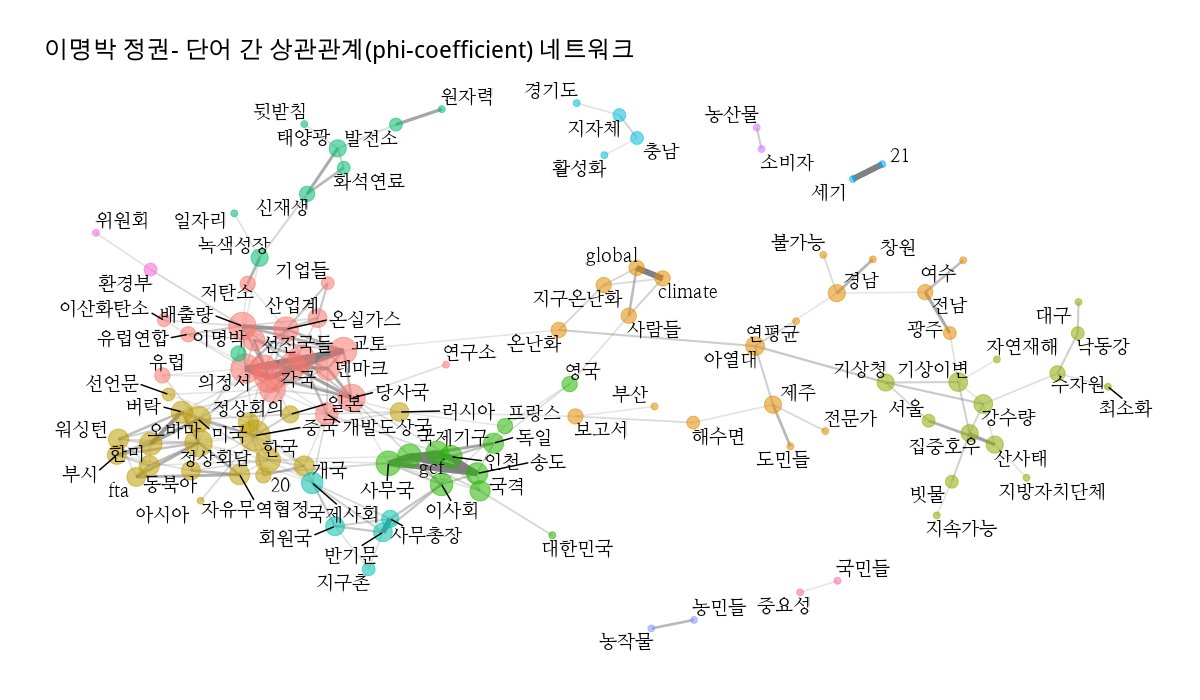 이명박 정권- 단어 간 상관관계(phi-coefficient) 네트워크
원자력
경기도
뒷받침
농산물
태양광
발전소
지자체
충남
21
활성화
소비자
화석연료
세기
신재생
위원회
일자리
녹색성장
불가능
창원
global
환경부
기업들
여수
경남
저탄소
지구온난화
climate
이산화탄소
배출량
산업계
온실가스
사람들
전남
대구
유럽연합
이명박
선진국들
교토
온난화
연평균
광주
낙동강
자연재해
연구소
아열대
유럽
덴마크
영국
기상청
기상이변
선언문
의정서
각국
당사국
부산
제주
수자원
버락
정상회의
일본
러시아
프랑스
서울
강수량
최소화
워싱턴
오바마
미국
중국
개발도상국
국제기구
독일
보고서
해수면
전문가
집중호우
한미
한국
정상회담
도민들
산사태
부시
개국
gcf
인천
송도
fta
동북아
20
사무국
국격
빗물
지방자치단체
아시아
자유무역협정
국제사회
이사회
지속가능
회원국
사무총장
반기문
대한민국
지구촌
국민들
농민들
중요성
농작물